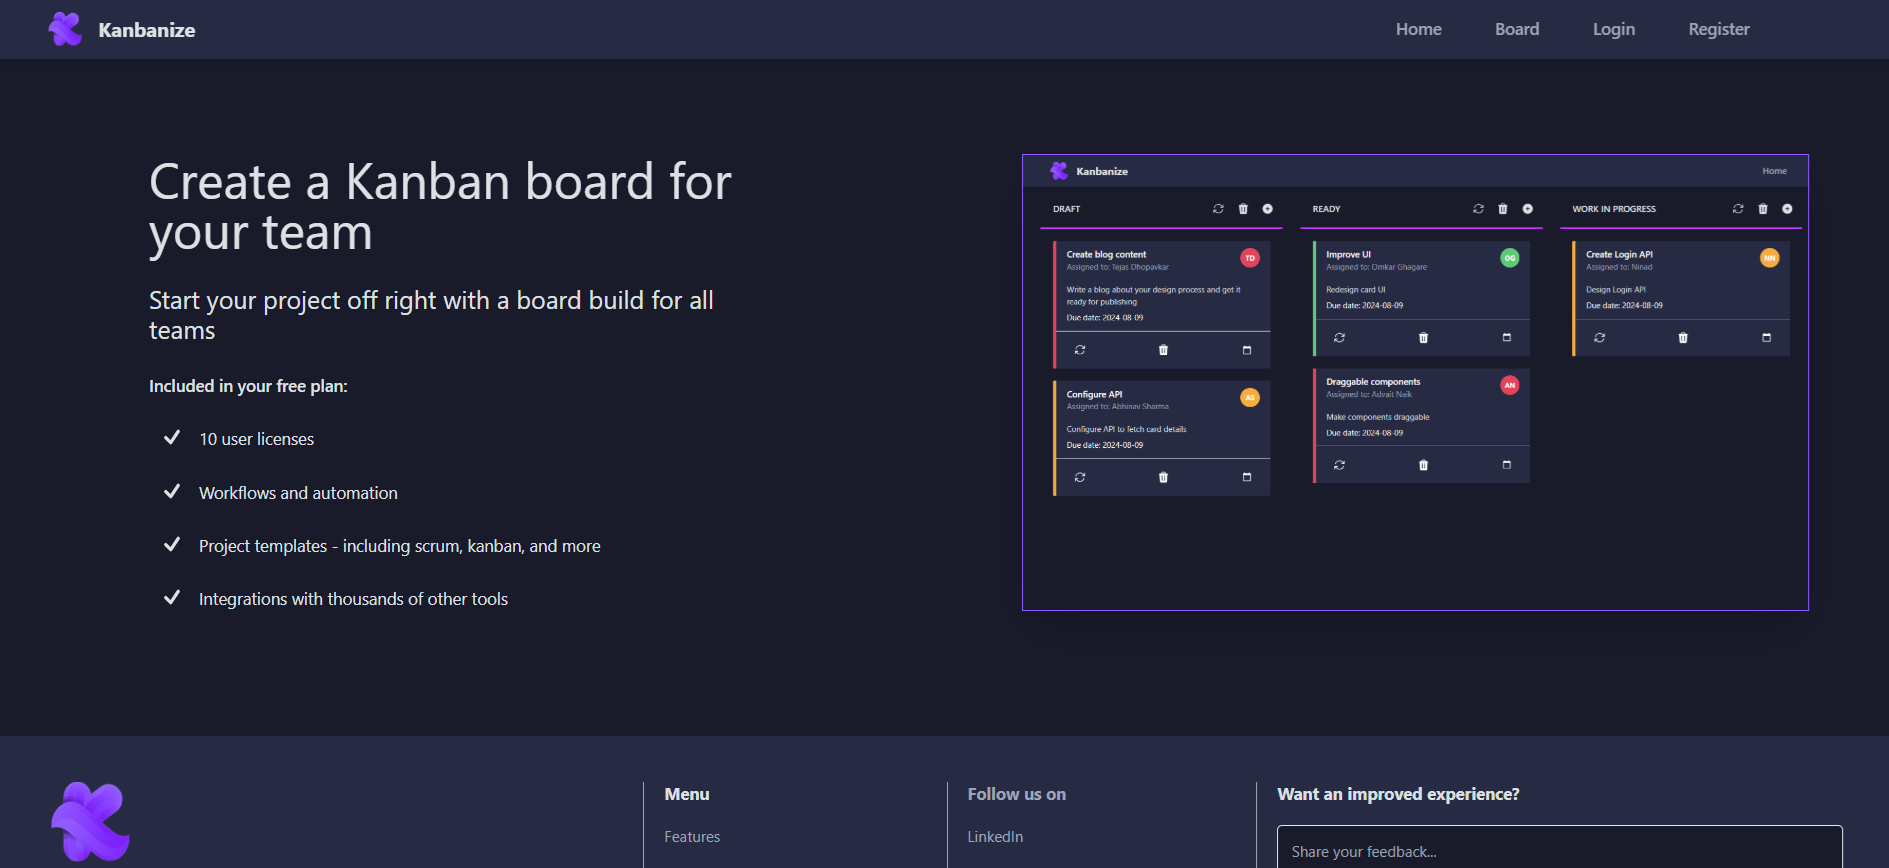 Kanbanize
Home
Board
Login
Register
Create a Kanban board for
your team
Start your project off right with a board build for all
teams
Included in your free plan:
10 user licenses
Workflows and automation
Project templates - including scrum, kanban, and more
Integrations with thousands of other tools
Kanbanize
Home
DRAFT
Create blog content
TD
Assigned to: Tejas Dhopavkar
Write a blog about your design process and get it
ready for publishing
Due date: 2024-08-09
Configure API
AS
Assigned to: Abhinav Sharma
Configure API to fetch card details
Due date: 2024-08-09
READY
Improve UI
OG
Assigned to: Omkar Ghagare
Redesign card UI
Due date: 2024-08-09
Draggable components
AN
Assigned to: Advait Naik
Make components draggable
Due date: 2024-08-09
WORK IN PROGRESS
Create Login API
NN
Assigned to: Ninad
Design Login API
Due date: 2024-08-09
Menu
Features
Follow us on
LinkedIn
Want an improved experience?
Share your feedback...